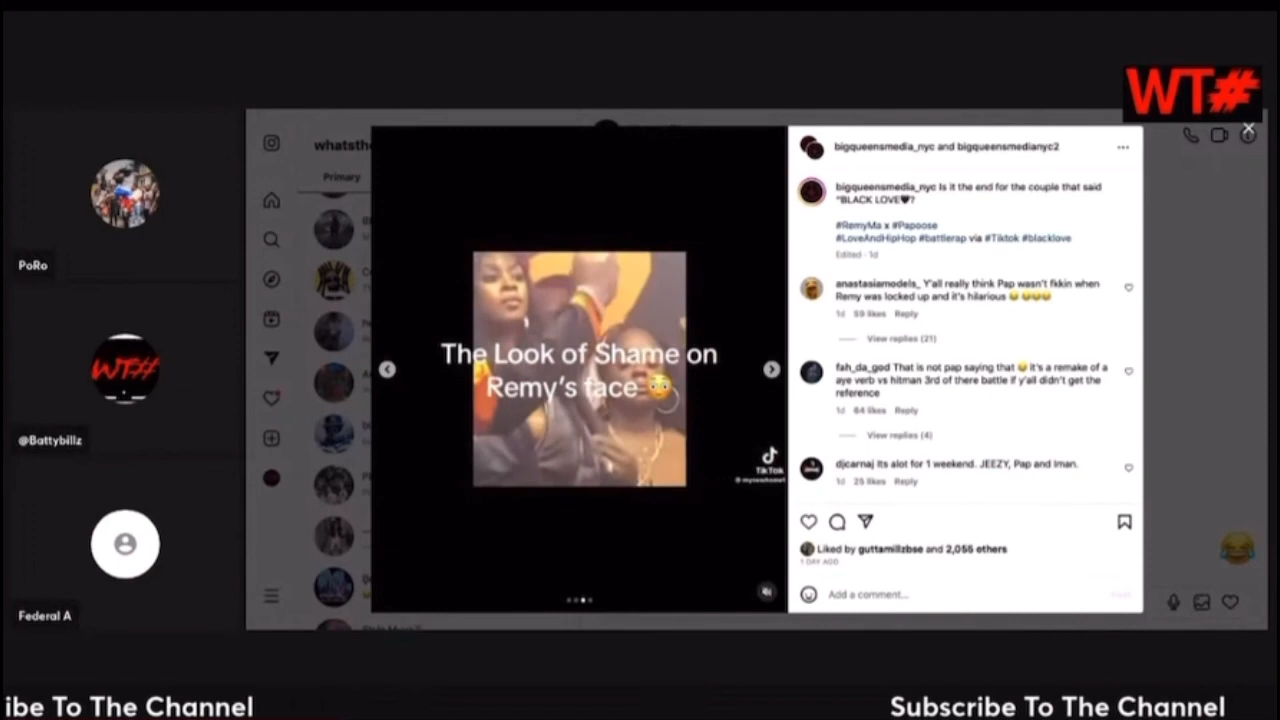 WT#
PoRo
WT#
@Battybillz
Federal A
whatsthe
Primary
The Look of Shame on
Remy's face 😳
TikTok
bigqueensmedia_nyc and bigqueensmedianyc2
bigqueensmedia_nyc Is it the end for the couple that said
"BLACK LOVE🖤?
#RemyMa x #Papoose
#LoveAndHipHop #battlerap via #Tiktok #blacklove
Edited · 1d
anastasiamodels_ Y'all really think Pap wasn't fkkin when
Remy was locked up and it's hilarious 😂 😂😂😂
1d 59 likes Reply
View replies (21)
fah_da_god That is not pap saying that 😂 it's a remake of a
aye verb vs hitman 3rd of there battle if y'all didn't get the
reference
1d 64 likes Reply
View replies (4)
djcarnaj Its alot for 1 weekend. JEEZY, Pap and Iman.
1d 25 likes Reply
Liked by guttamillzbse and 2,055 others
1 DAY AGO
Add a comment...
ibe To The Channel
Subscribe To The Channel